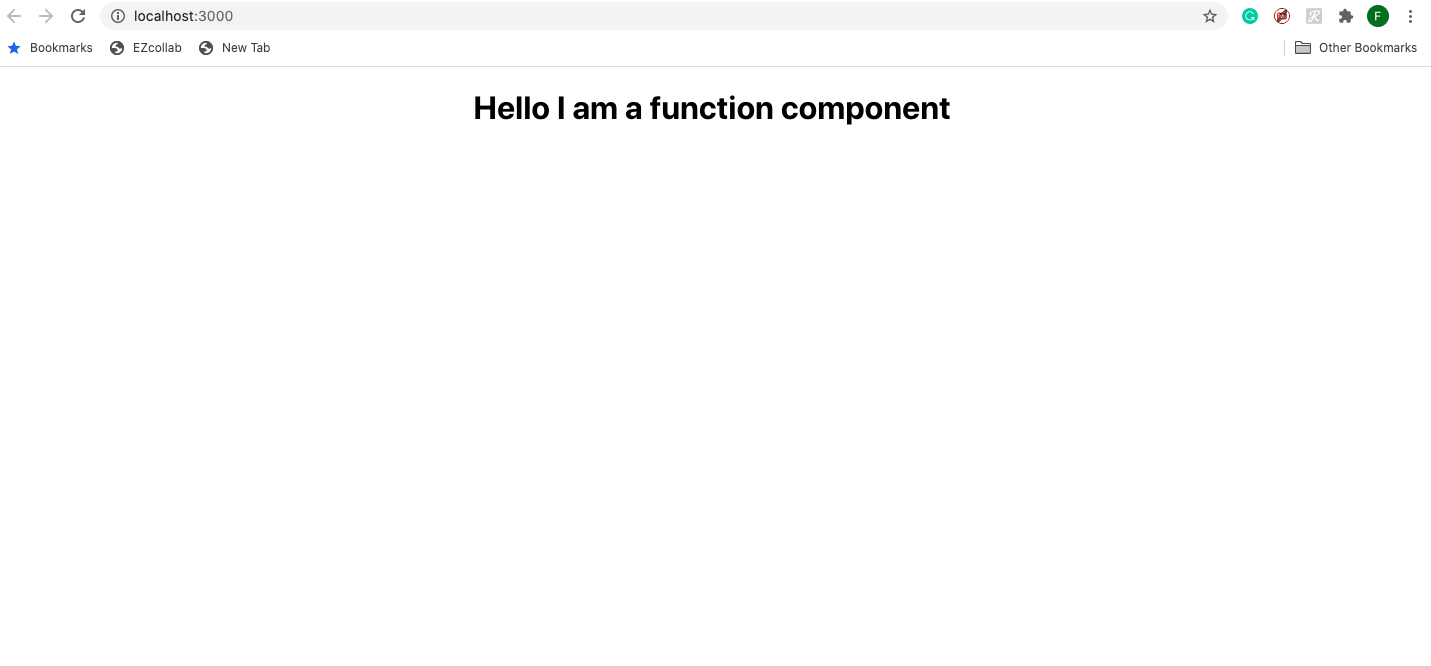 localhost:3000
F
Bookmarks EZcollab New Tab Other Bookmarks
Hello I am a function component